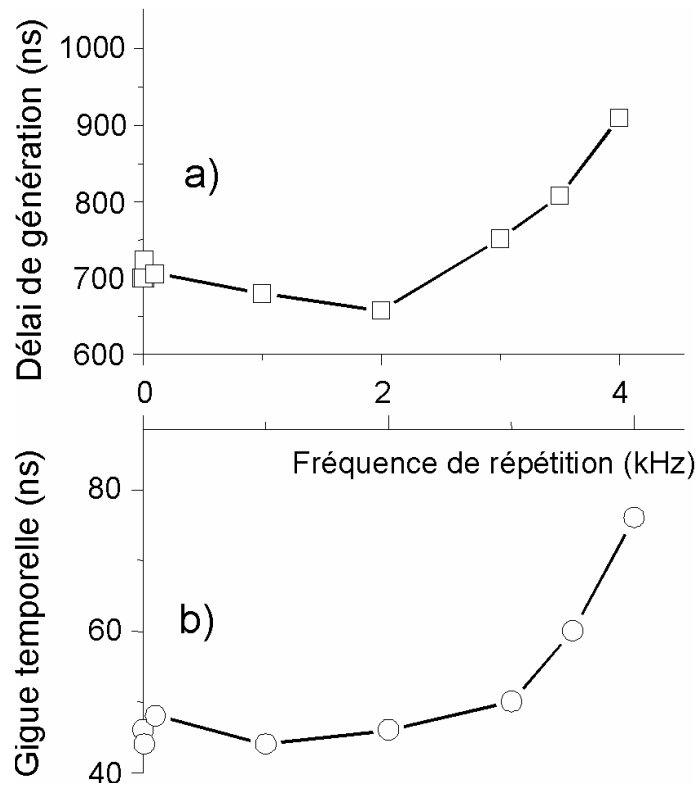 Délai de génération (ns)
1000
900
800
700
600
a)
0
2
4
Fréquence de répétition (kHz)
Gigue temporelle (ns)
80
60
40
b)